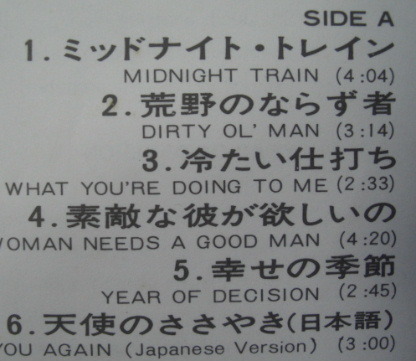 SIDE A
1. ミッドナイト・トレイン
MIDNIGHT TRAIN (4:04)
2. 荒野のならず者
DIRTY OL' MAN (3:14)
3. 冷たい仕打ち
WHAT YOU'RE DOING TO ME (2:33)
4. 素敵な彼が欲しいの
WOMAN NEEDS A GOOD MAN (4:20)
5. 幸せの季節
YEAR OF DECISION (2:45)
6. 天使のささやき(日本語)
YOU AGAIN (Japanese Version) (3:00)